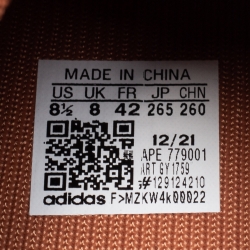 MADE IN CHINA
US UK FR JP CHN
8½ 8 42 265 260
12/21
APE 779001
ART GY1759
# 129124210
adidas F>MZKW4k00022